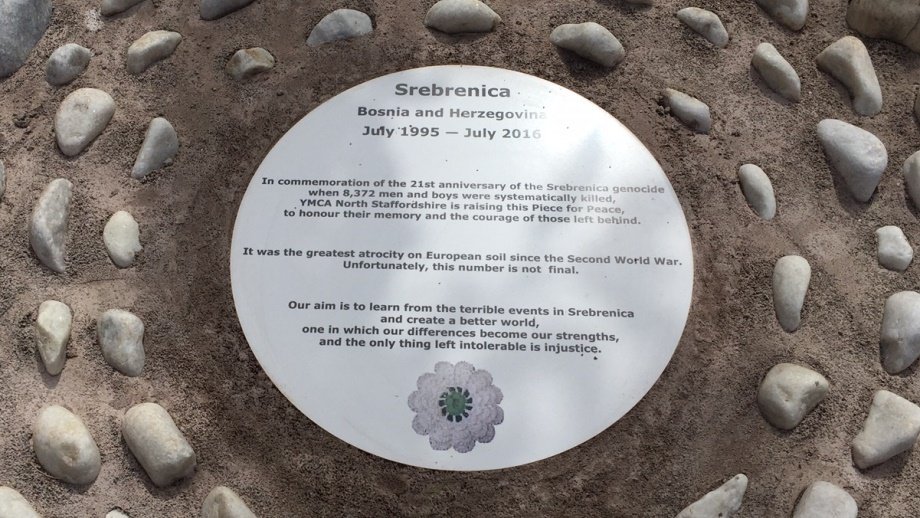 Srebrenica
Bosnia and Herzegovina
July 1995 — July 2016
In commemoration of the 21st anniversary of the Srebrenica genocide
when 8,372 men and boys were systematically killed,
YMCA North Staffordshire is raising this Piece for Peace,
to honour their memory and the courage of those left behind.
It was the greatest atrocity on European soil since the Second World War.
Unfortunately, this number is not final.
Our aim is to learn from the terrible events in Srebrenica
and create a better world,
one in which our differences become our strengths,
and the only thing left intolerable is injustice.